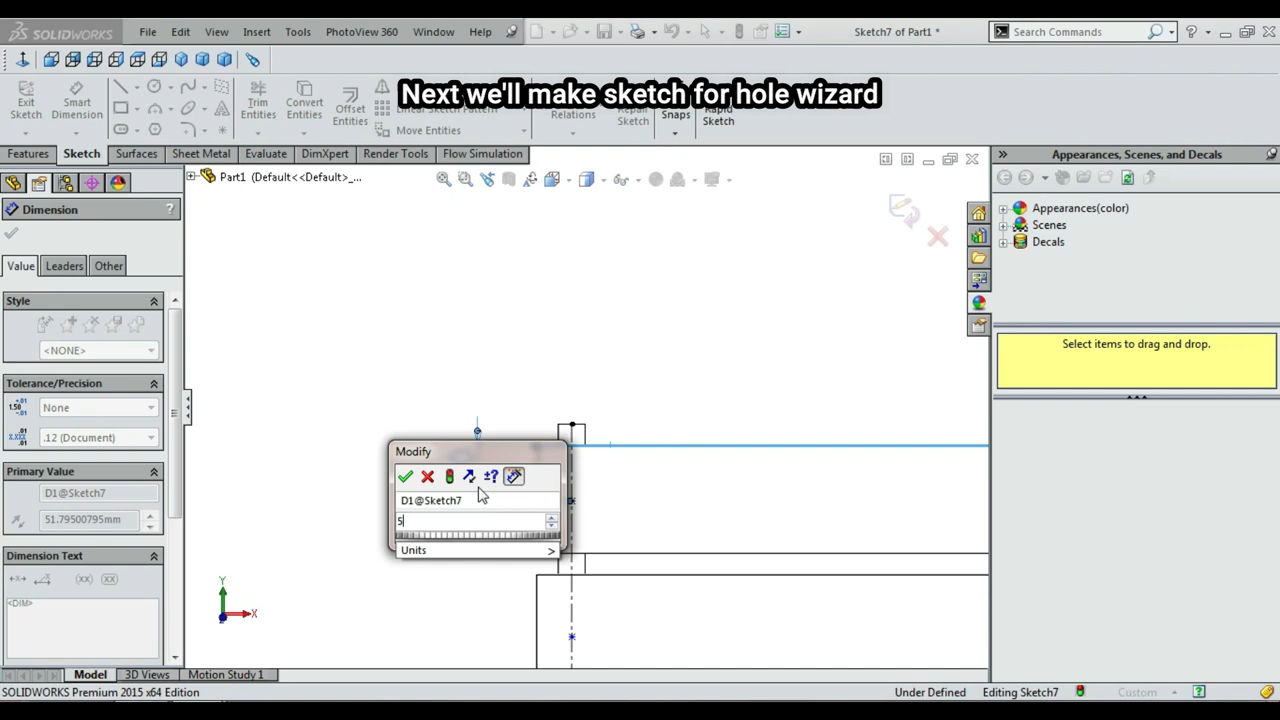 SOLIDWORKS File Edit View Insert Tools PhotoView 360 Window Help Sketch7 of Part1 * Search Commands
Next we'll make sketch for hole wizard
Exit Sketch Smart Dimension Trim Entities Convert Entities Offset Entities Linear Sketch Pattern Move Entities Relations Repair Sketch Snaps Rapid Sketch
Features Sketch Surfaces Sheet Metal Evaluate DimXpert Render Tools Flow Simulation
Appearances, Scenes, and Decals
Part1 (Default<<Default>_...
Dimension ?
Appearances(color)
Scenes
Decals
Value Leaders Other
Style
<NONE>
Tolerance/Precision
None
.12 (Document)
Primary Value
D1@Sketch7
51.79500795mm
Dimension Text
<DIM>
Select items to drag and drop.
Modify
D1@Sketch7
5
Units >
Y
X
Z
Model 3D Views Motion Study 1
SOLIDWORKS Premium 2015 x64 Edition Under Defined Editing Sketch7 Custom